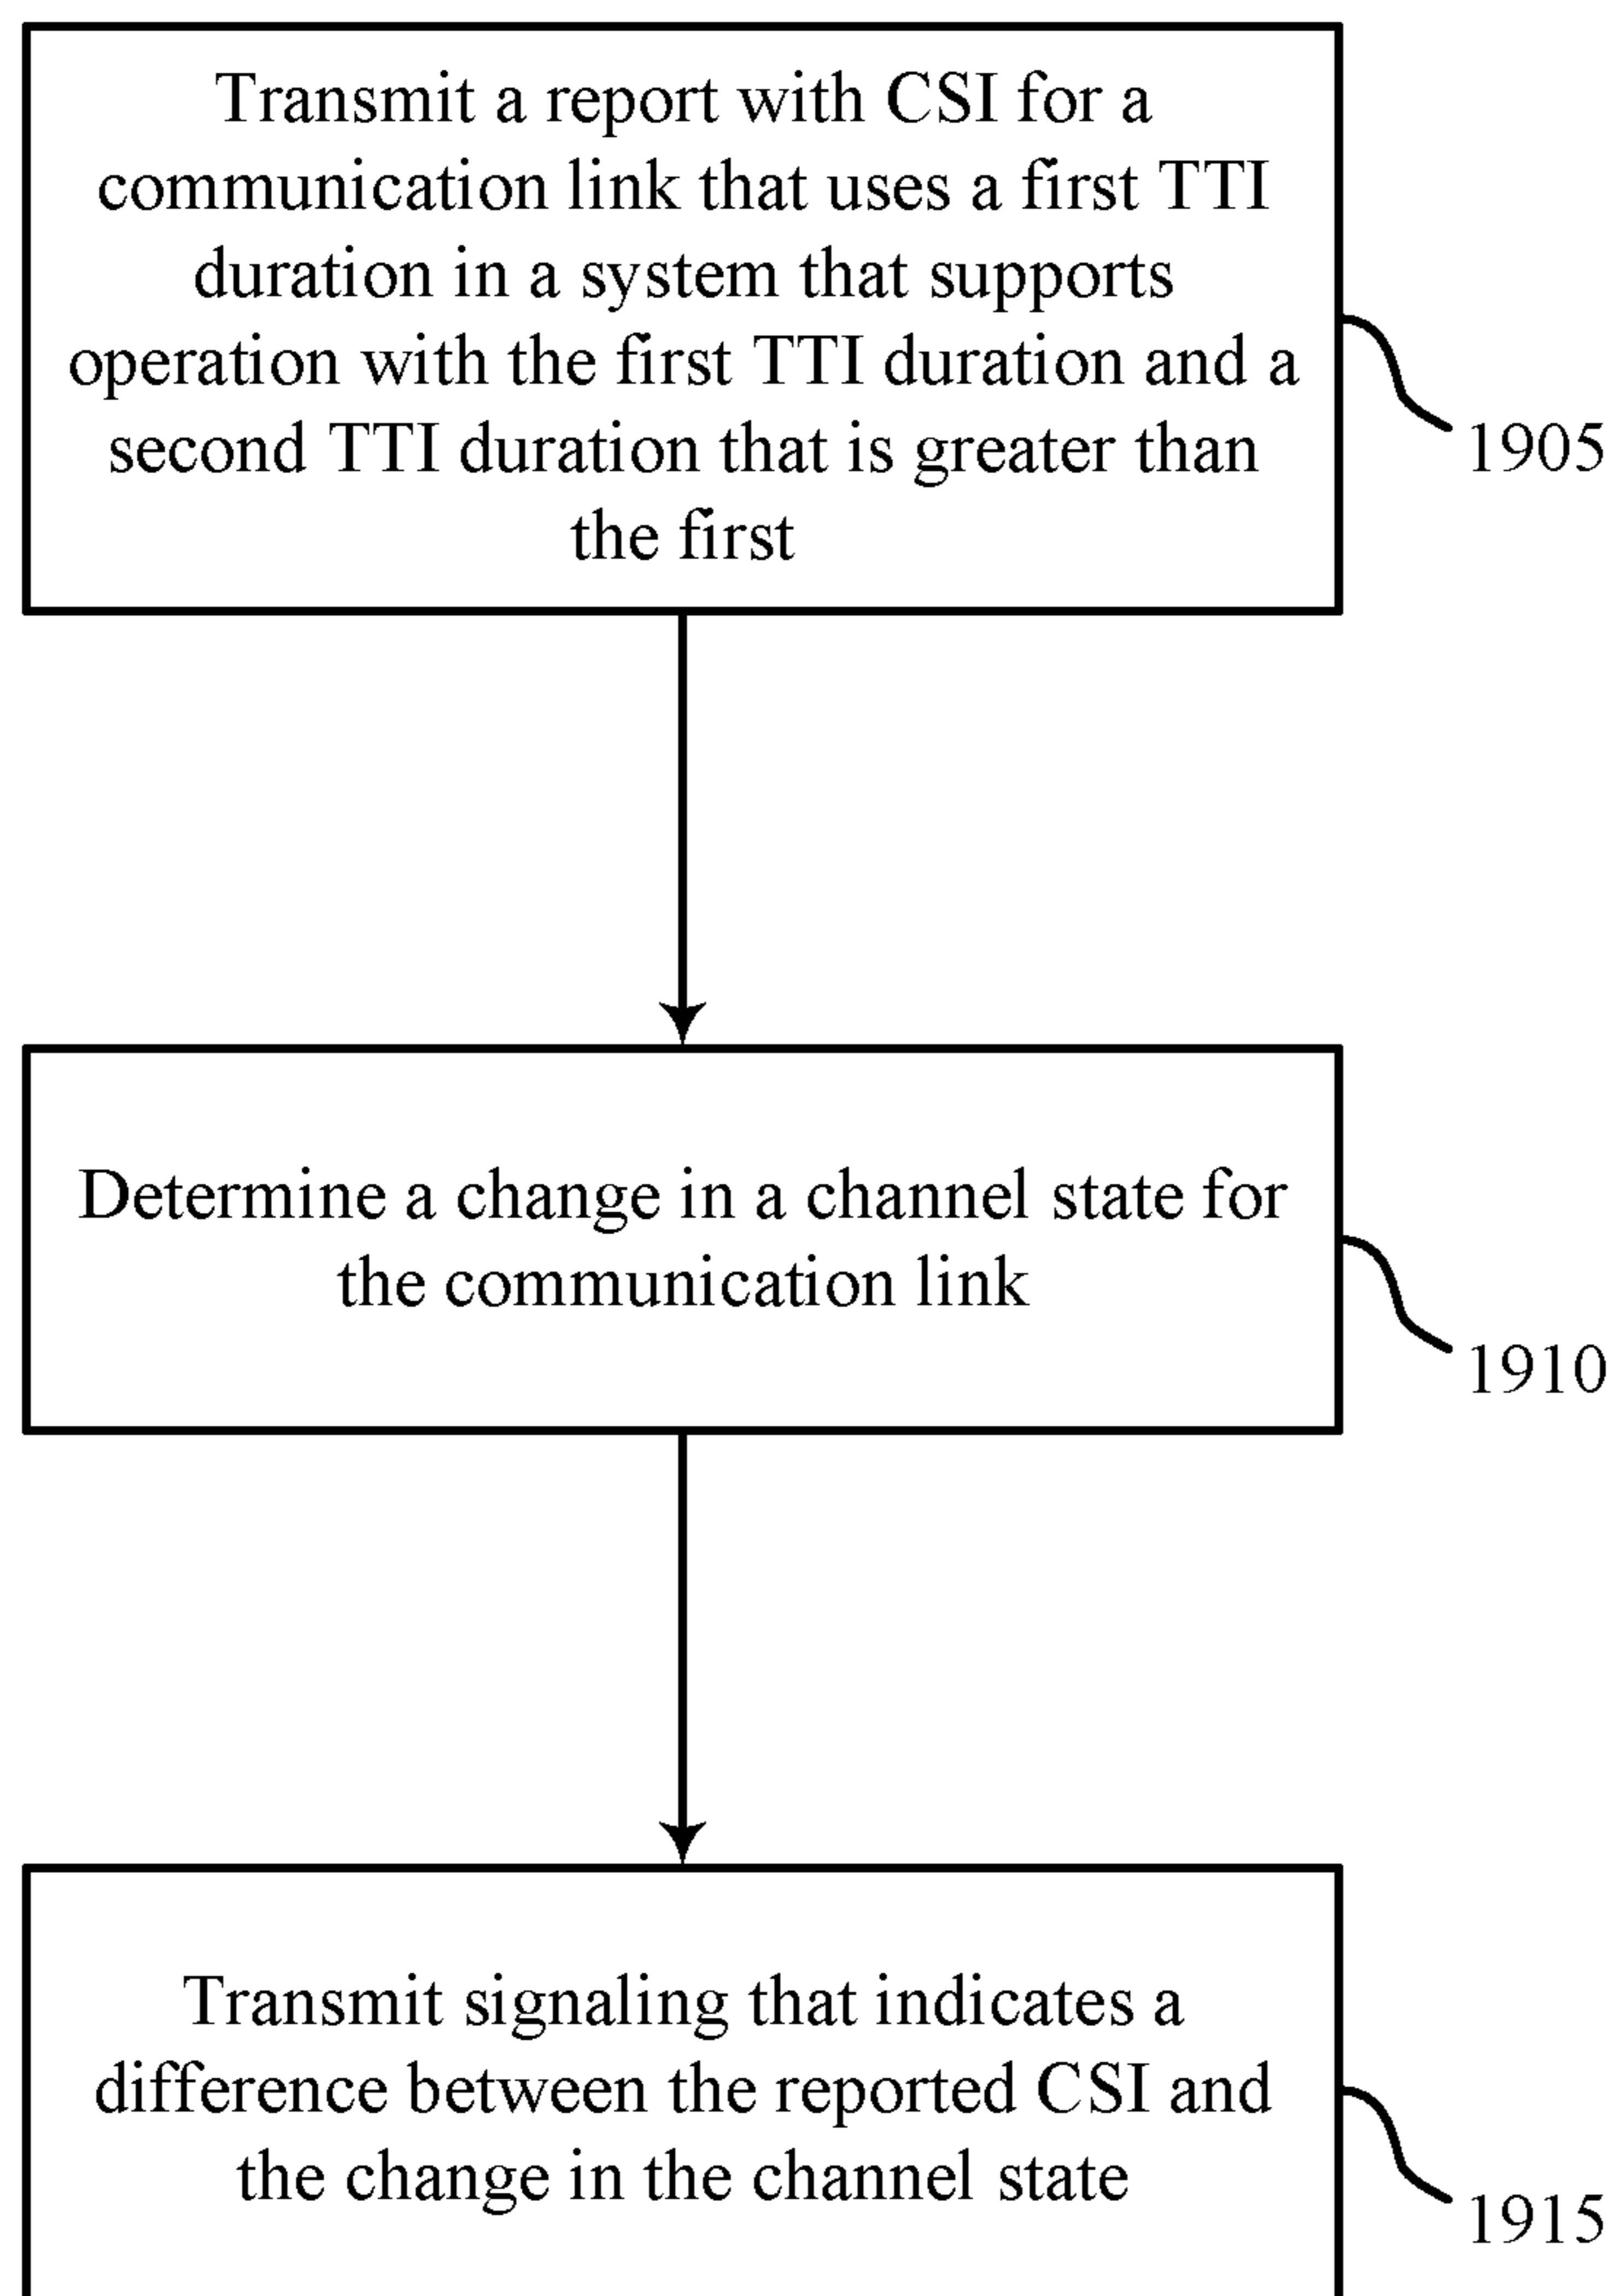 Transmit a report with CSI for a
communication link that uses a first TTI
duration in a system that supports
operation with the first TTI duration and a
second TTI duration that is greater than
the first
1905
Determine a change in a channel state for
the communication link
1910
Transmit signaling that indicates a
difference between the reported CSI and
the change in the channel state
1915